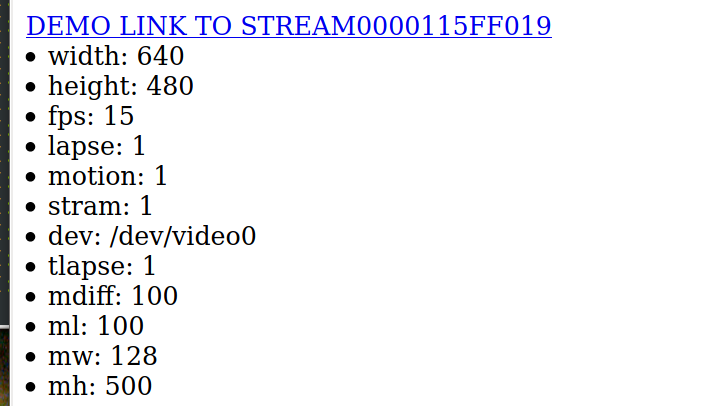 DEMO LINK TO STREAM0000115FF019
width: 640
height: 480
fps: 15
lapse: 1
motion: 1
stram: 1
dev: /dev/video0
tlapse: 1
mdiff: 100
ml: 100
mw: 128
mh: 500